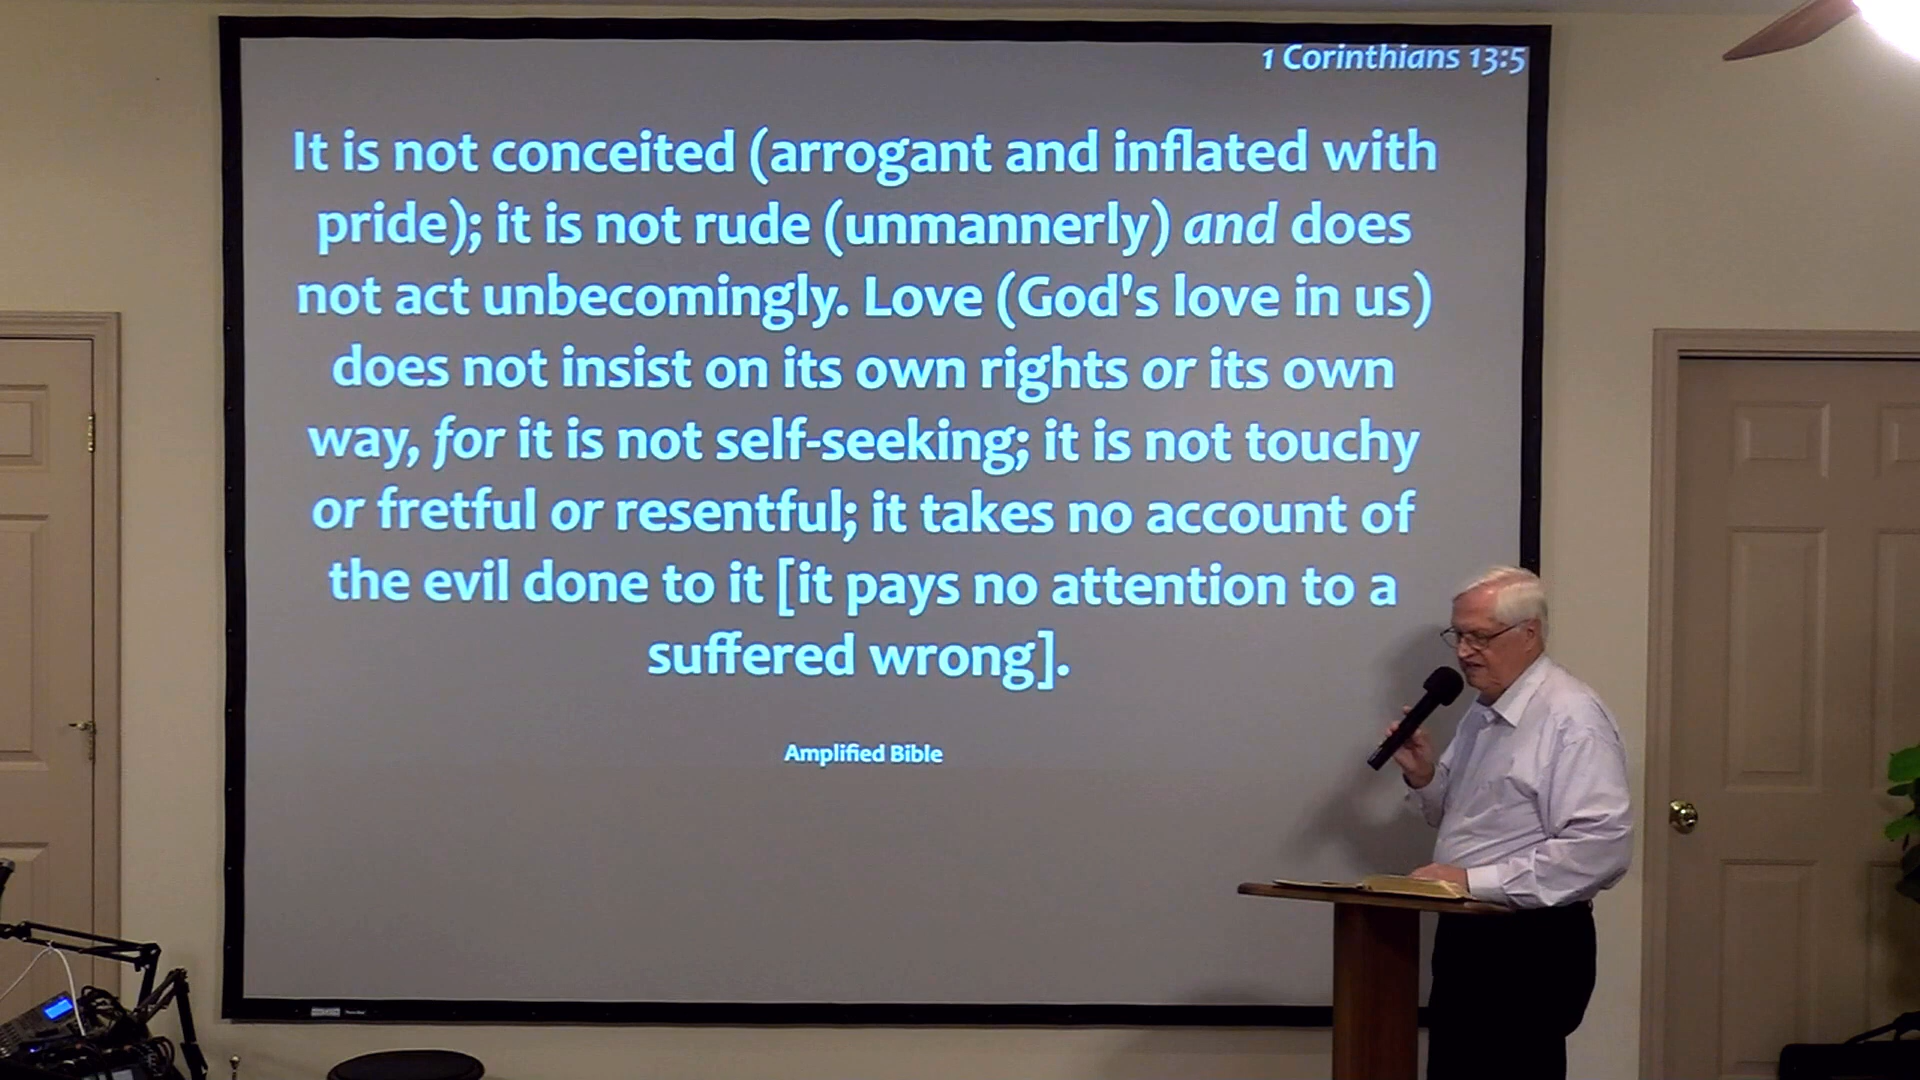 1 Corinthians 13:5
It is not conceited (arrogant and inflated with
pride); it is not rude (unmannerly) and does
not act unbecomingly. Love (God's love in us)
does not insist on its own rights or its own
way, for it is not self-seeking; it is not touchy
or fretful or resentful; it takes no account of
the evil done to it [it pays no attention to a
suffered wrong].
Amplified Bible